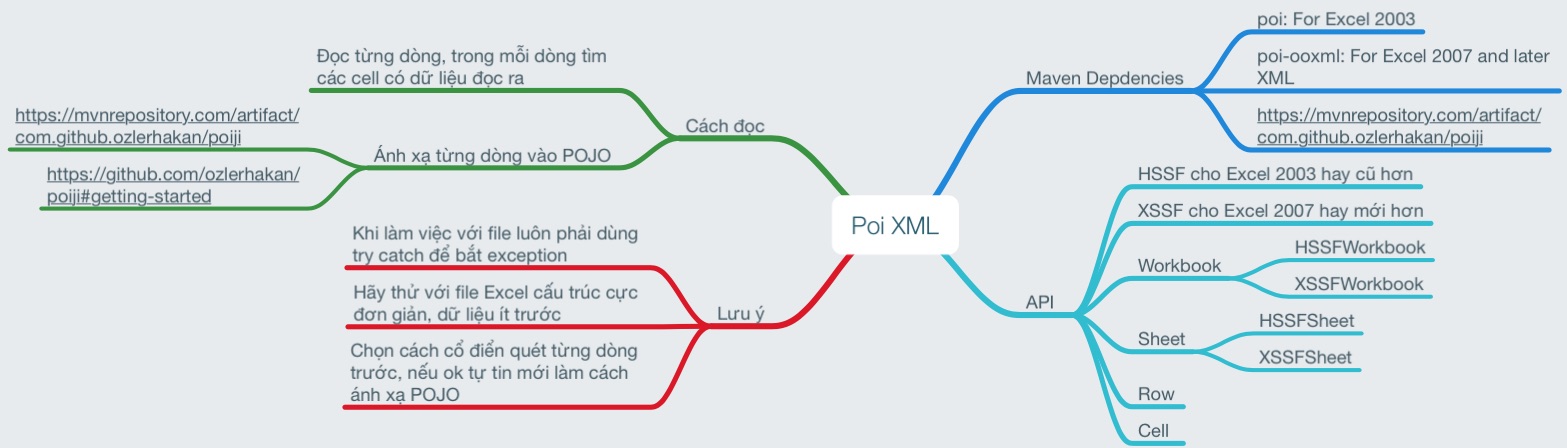 Poi XML
Maven Depdencies
poi: For Excel 2003
poi-ooxml: For Excel 2007 and later
XML
https://mvnrepository.com/artifact/
com.github.ozlerhakan/poiji
API
HSSF cho Excel 2003 hay cũ hơn
XSSF cho Excel 2007 hay mới hơn
Workbook
HSSFWorkbook
XSSFWorkbook
Sheet
HSSFSheet
XSSFSheet
Row
Cell
Cách đọc
Đọc từng dòng, trong mỗi dòng tìm
các cell có dữ liệu đọc ra
Ánh xạ từng dòng vào POJO
https://mvnrepository.com/artifact/
com.github.ozlerhakan/poiji
https://github.com/ozlerhakan/
poiji#getting-started
Lưu ý
Khi làm việc với file luôn phải dùng
try catch để bắt exception
Hãy thử với file Excel cấu trúc cực
đơn giản, dữ liệu ít trước
Chọn cách cổ điển quét từng dòng
trước, nếu ok tự tin mới làm cách
ánh xạ POJO